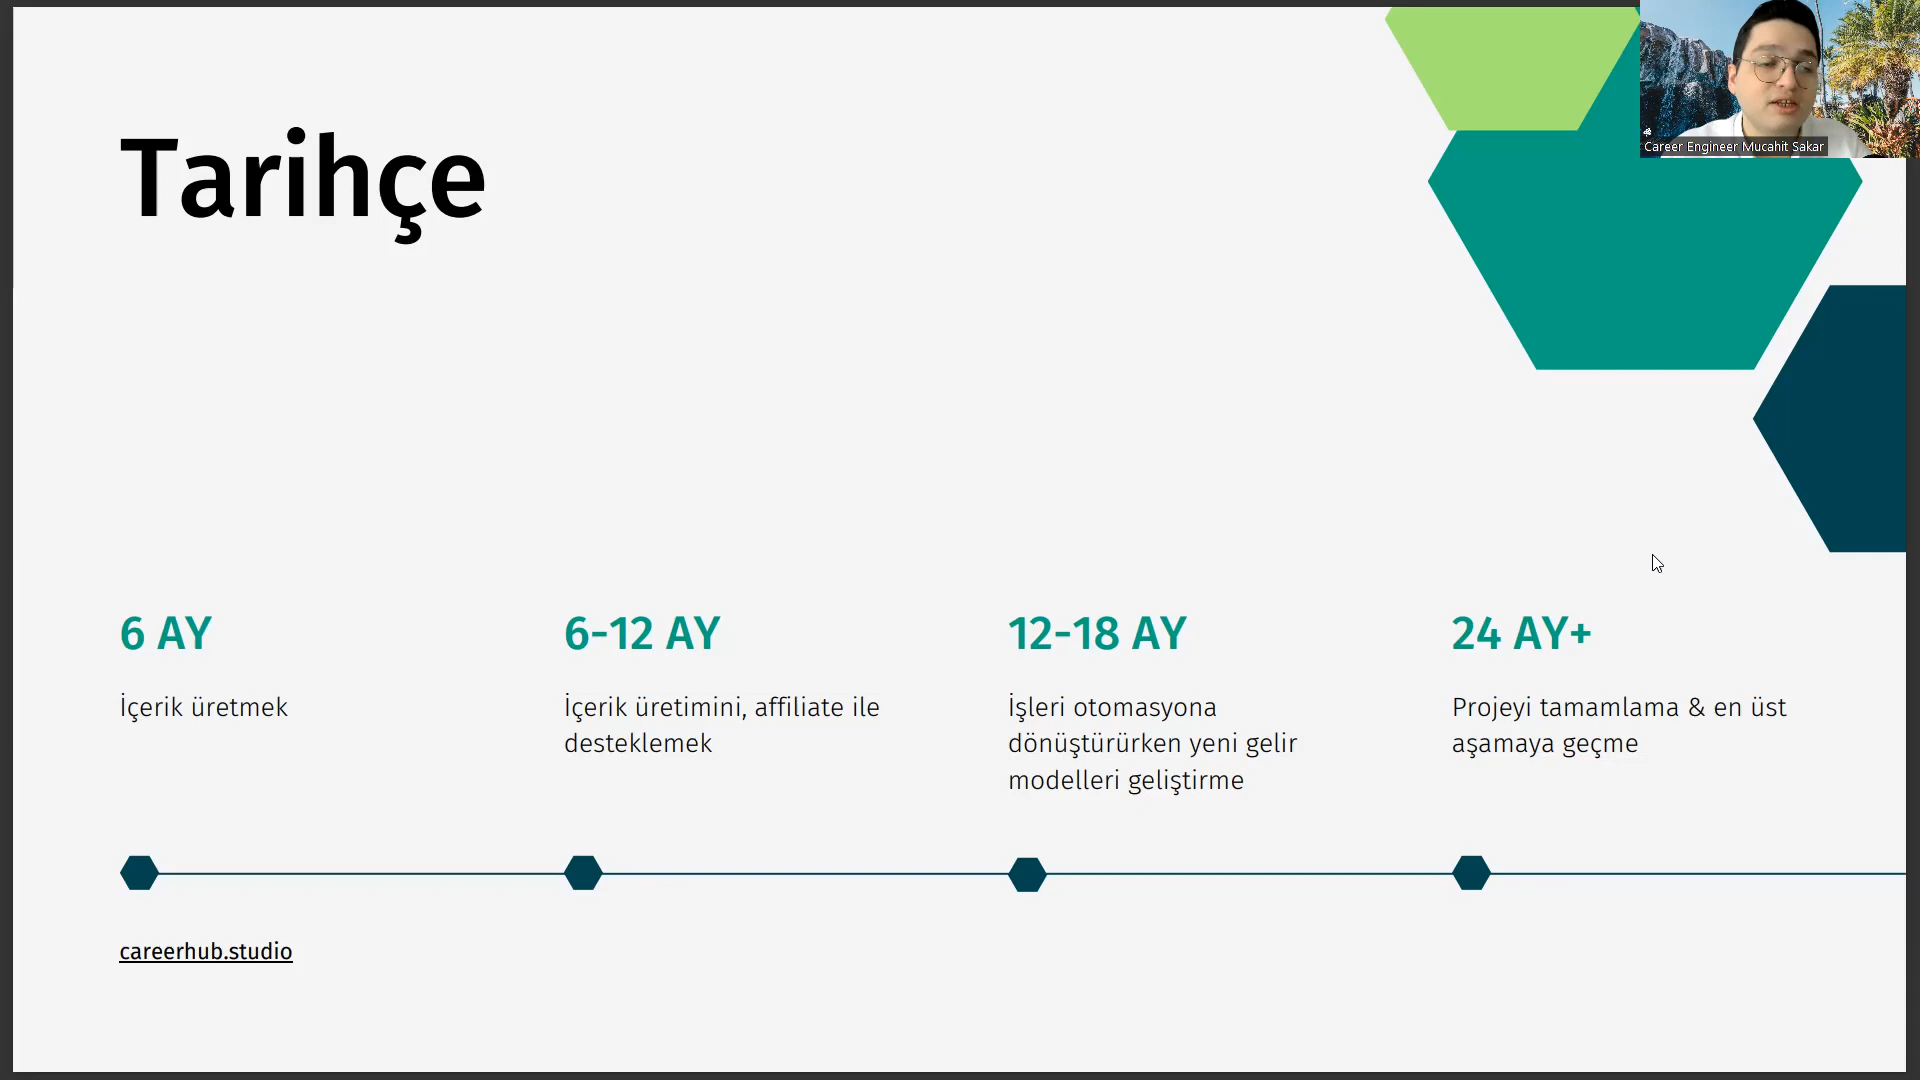 Career Engineer Mucahit Sakar
Tarihçe
6 AY
İçerik üretmek
6-12 AY
İçerik üretimini, affiliate ile
desteklemek
12-18 AY
İşleri otomasyona
dönüştürürken yeni gelir
modelleri geliştirme
24 AY+
Projeyi tamamlama & en üst
aşamaya geçme
careerhub.studio